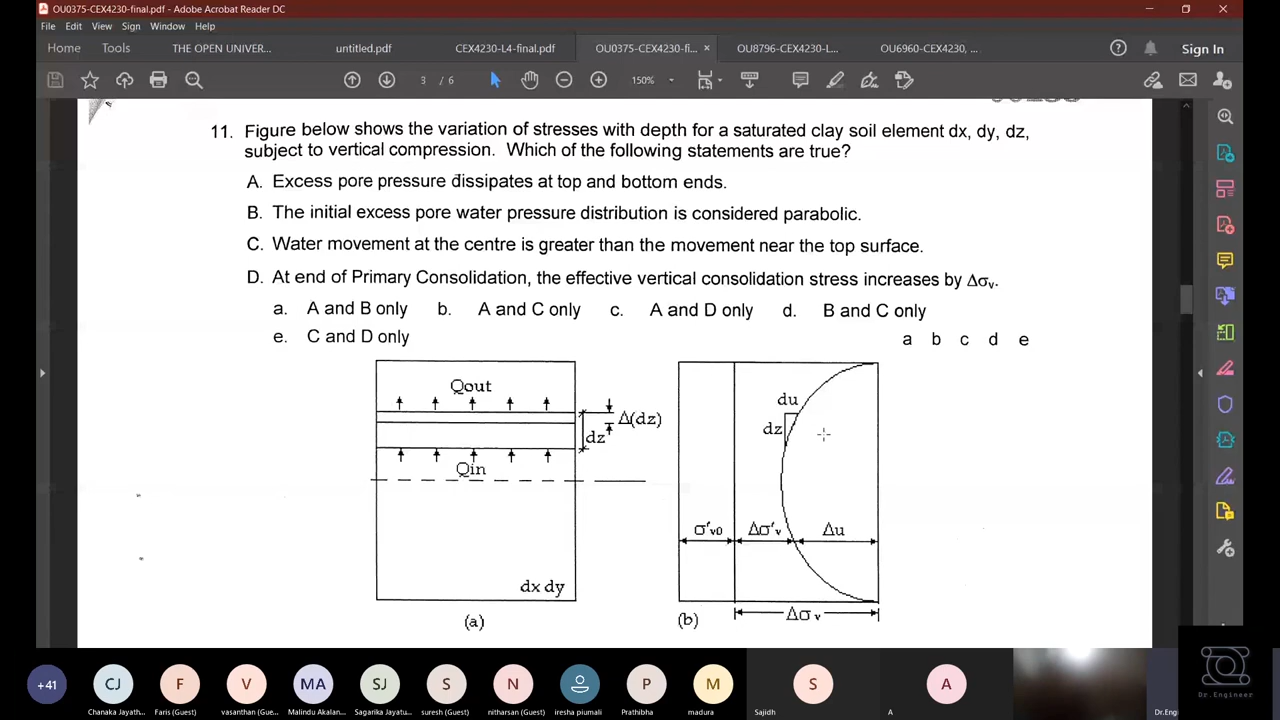 OU0375-CEX4230-final.pdf - Adobe Acrobat Reader DC
File Edit View Sign Window Help
Home Tools THE OPEN UNIVER... untitled.pdf CEX4230-L4-final.pdf OU0375-CEX4230-fi... × OU8796-CEX4230-L... OU6960-CEX4230, ... Sign In
3 / 6 150%
11. Figure below shows the variation of stresses with depth for a saturated clay soil element dx, dy, dz,
subject to vertical compression. Which of the following statements are true?
A. Excess pore pressure dissipates at top and bottom ends.
B. The initial excess pore water pressure distribution is considered parabolic.
C. Water movement at the centre is greater than the movement near the top surface.
D. At end of Primary Consolidation, the effective vertical consolidation stress increases by Δσv.
a. A and B only b. A and C only c. A and D only d. B and C only
e. C and D only a b c d e
Qout
Δ(dz)
dz
Qin
dx dy
(a)
du
dz
σ'v0 Δσ'v Δu
Δσ v
(b)
+41 CJ F V MA SJ S N P M S A
Chanaka Jayath... Faris (Guest) vasanthan (Gue... Malindu Akalan... Sagarika Jayatu... suresh (Guest) nitharsan (Guest) iresha piumali Prathibha madura Sajidh A Dr.Eng
Dr.Engineer